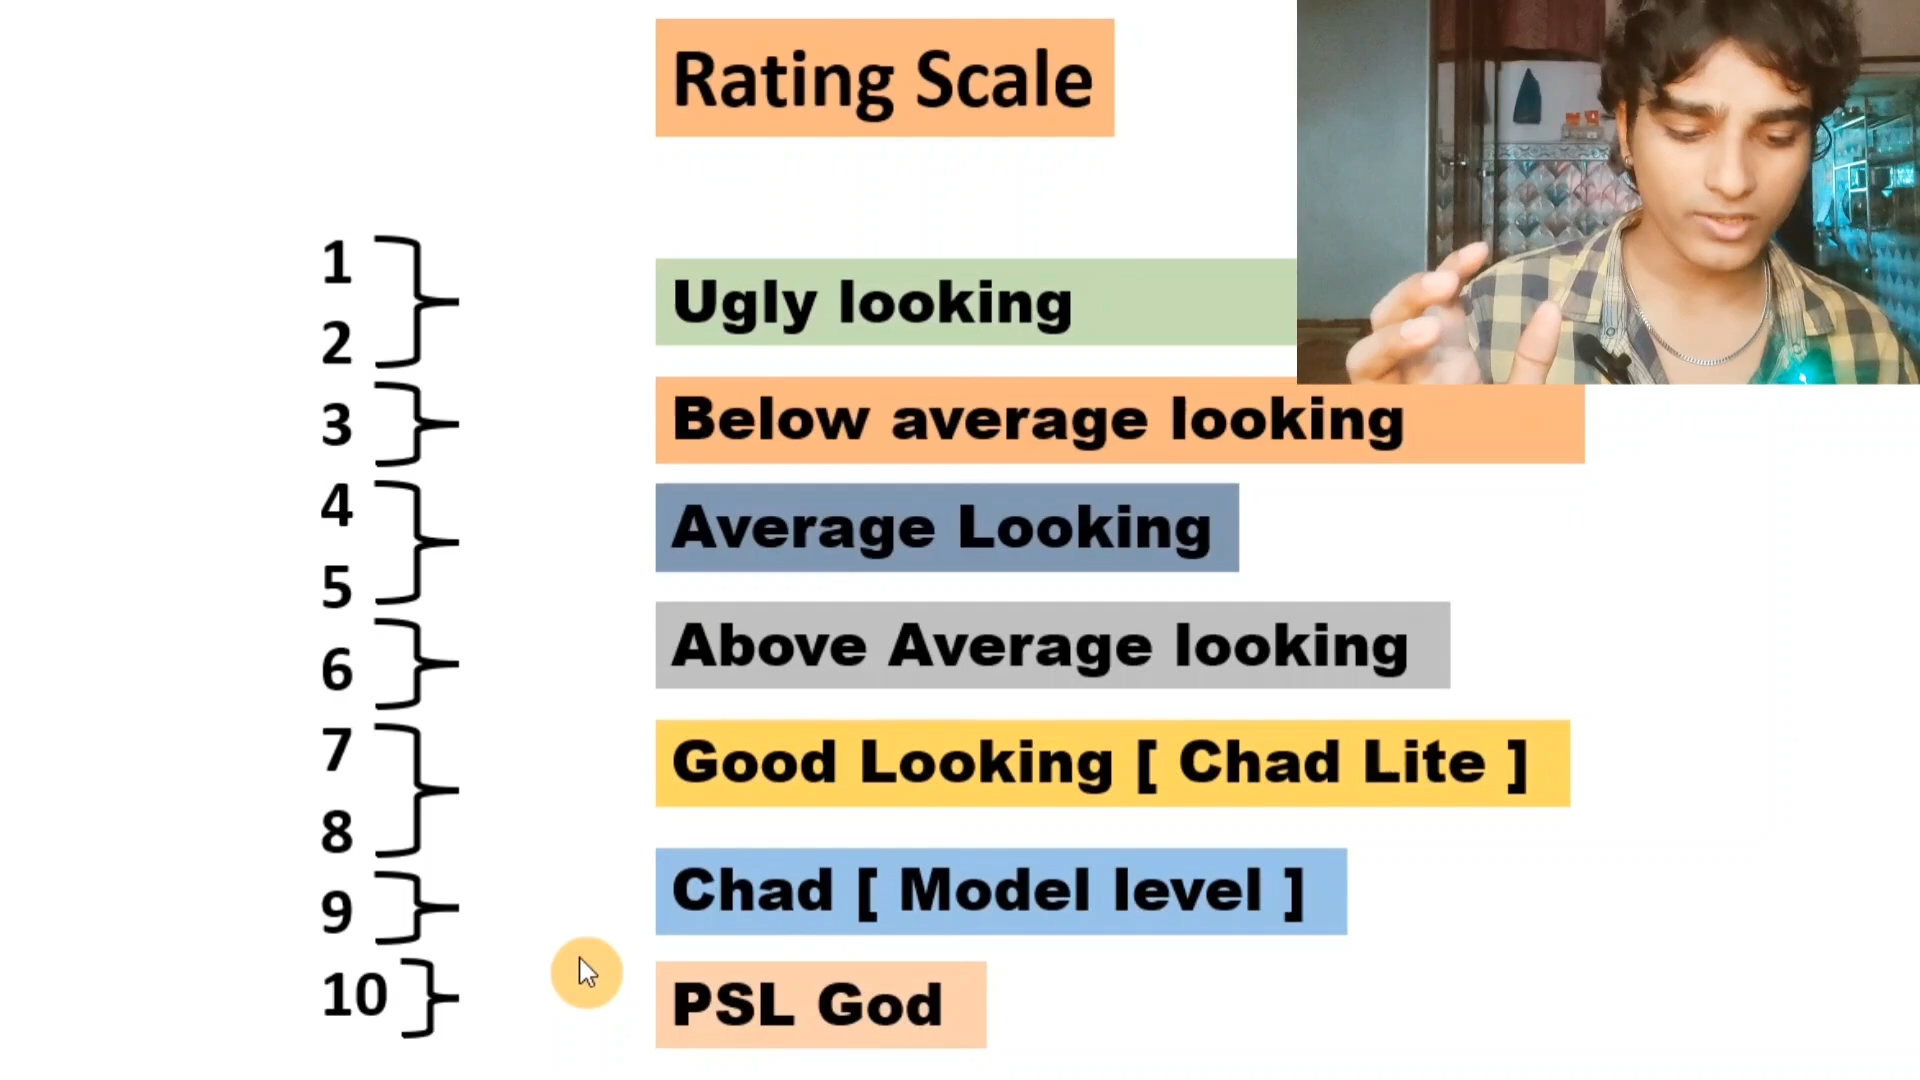 Rating Scale
1
2
Ugly looking
3
Below average looking
4
5
Average Looking
6
Above Average looking
7
8
Good Looking [ Chad Lite ]
9
Chad [ Model level ]
10
PSL God